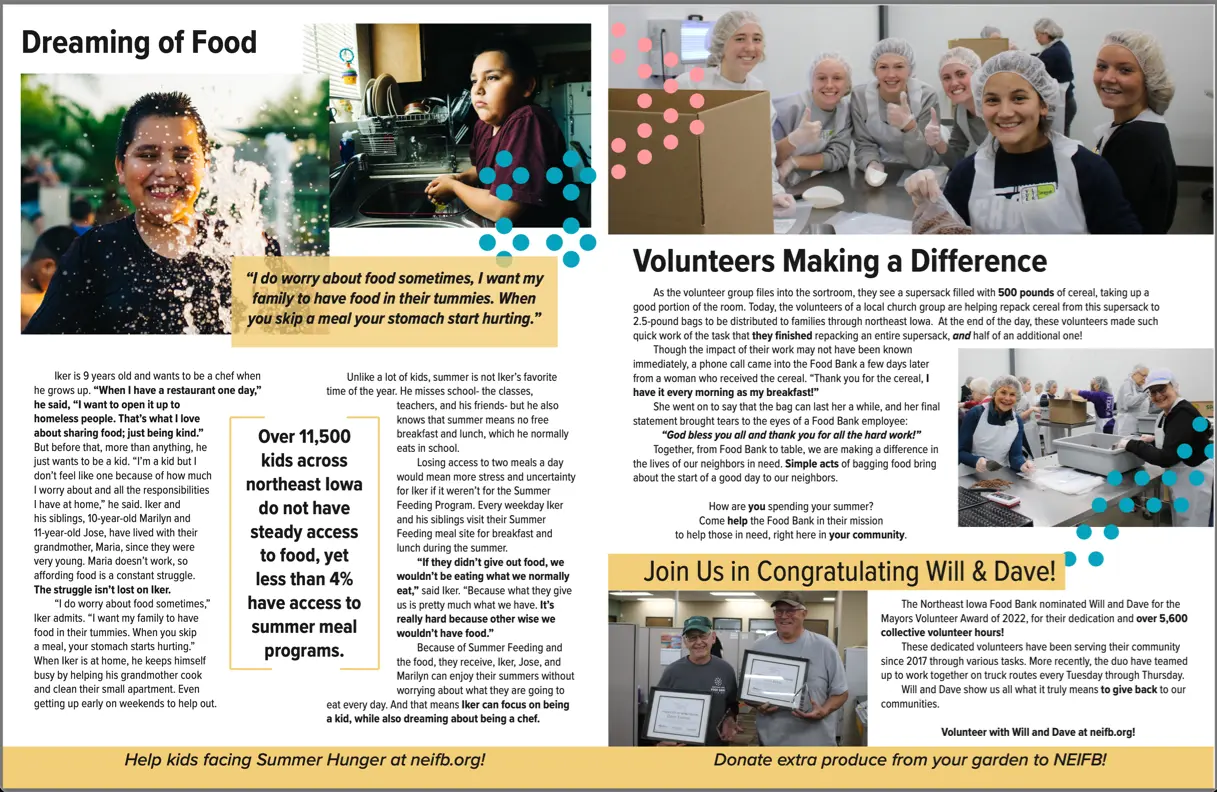 Dreaming of Food
“I do worry about food sometimes, I want my
family to have food in their tummies. When
you skip a meal your stomach start hurting.”
Iker is 9 years old and wants to be a chef when
he grows up. “When I have a restaurant one day,”
he said, “I want to open it up to
homeless people. That’s what I love
about sharing food; just being kind.”
But before that, more than anything, he
just wants to be a kid. “I’m a kid but I
don’t feel like one because of how much
I worry about and all the responsibilities
I have at home,” he said. Iker and
his siblings, 10-year-old Marilyn and
11-year-old Jose, have lived with their
grandmother, Maria, since they were
very young. Maria doesn’t work, so
affording food is a constant struggle.
The struggle isn’t lost on Iker.
“I do worry about food sometimes,”
Iker admits. “I want my family to have
food in their tummies. When you skip
a meal, your stomach starts hurting.”
When Iker is at home, he keeps himself
busy by helping his grandmother cook
and clean their small apartment. Even
getting up early on weekends to help out.
Over 11,500
kids across
northeast Iowa
do not have
steady access
to food, yet
less than 4%
have access to
summer meal
programs.
Unlike a lot of kids, summer is not Iker’s favorite
time of the year. He misses school- the classes,
teachers, and his friends- but he also
knows that summer means no free
breakfast and lunch, which he normally
eats in school.
Losing access to two meals a day
would mean more stress and uncertainty
for Iker if it weren’t for the Summer
Feeding Program. Every weekday Iker
and his siblings visit their Summer
Feeding meal site for breakfast and
lunch during the summer.
“If they didn’t give out food, we
wouldn’t be eating what we normally
eat,” said Iker. “Because what they give
us is pretty much what we have. It’s
really hard because other wise we
wouldn’t have food.”
Because of Summer Feeding and
the food, they receive, Iker, Jose, and
Marilyn can enjoy their summers without
worrying about what they are going to
eat every day. And that means Iker can focus on being
a kid, while also dreaming about being a chef.
Help kids facing Summer Hunger at neifb.org!
Volunteers Making a Difference
As the volunteer group files into the sortroom, they see a supersack filled with 500 pounds of cereal, taking up a
good portion of the room. Today, the volunteers of a local church group are helping repack cereal from this supersack to
2.5-pound bags to be distributed to families through northeast Iowa. At the end of the day, these volunteers made such
quick work of the task that they finished repacking an entire supersack, and half of an additional one!
Though the impact of their work may not have been known
immediately, a phone call came into the Food Bank a few days later
from a woman who received the cereal. “Thank you for the cereal, I
have it every morning as my breakfast!”
She went on to say that the bag can last her a while, and her final
statement brought tears to the eyes of a Food Bank employee:
“God bless you all and thank you for all the hard work!”
Together, from Food Bank to table, we are making a difference in
the lives of our neighbors in need. Simple acts of bagging food bring
about the start of a good day to our neighbors.
How are you spending your summer?
Come help the Food Bank in their mission
to help those in need, right here in your community.
Join Us in Congratulating Will & Dave!
The Northeast Iowa Food Bank nominated Will and Dave for the
Mayors Volunteer Award of 2022, for their dedication and over 5,600
collective volunteer hours!
These dedicated volunteers have been serving their community
since 2017 through various tasks. More recently, the duo have teamed
up to work together on truck routes every Tuesday through Thursday.
Will and Dave show us all what it truly means to give back to our
communities.
Volunteer with Will and Dave at neifb.org!
Donate extra produce from your garden to NEIFB!